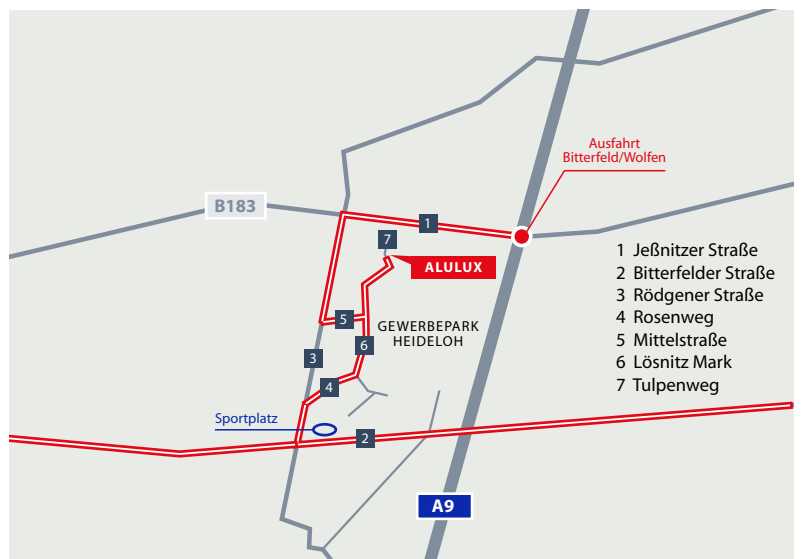 Ausfahrt
Bitterfeld/Wolfen
B183
1
7
ALULUX
1 Jeßnitzer Straße
2 Bitterfelder Straße
3 Rödgener Straße
4 Rosenweg
5 Mittelstraße
6 Lösnitz Mark
7 Tulpenweg
5
GEWERBEPARK
HEIDELOH
6
3
4
Sportplatz
2
A9